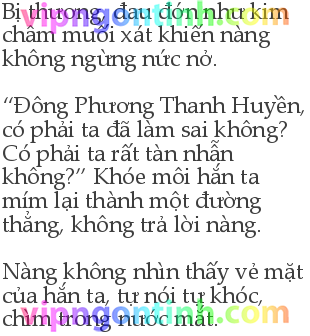 Bị thương, đau đớn như kim
châm muối xát khiến nàng
không ngừng nức nở.
“Đông Phương Thanh Huyền,
có phải ta đã làm sai không?
Có phải ta rất tàn nhẫn
không?” Khóe môi hắn ta
mím lại thành một đường
thẳng, không trả lời nàng.
Nàng không nhìn thấy vẻ mặt
của hắn ta, tự nói tự khóc,
chìm trong nước mắt.
vipngontinh.com
vipngontinh.com